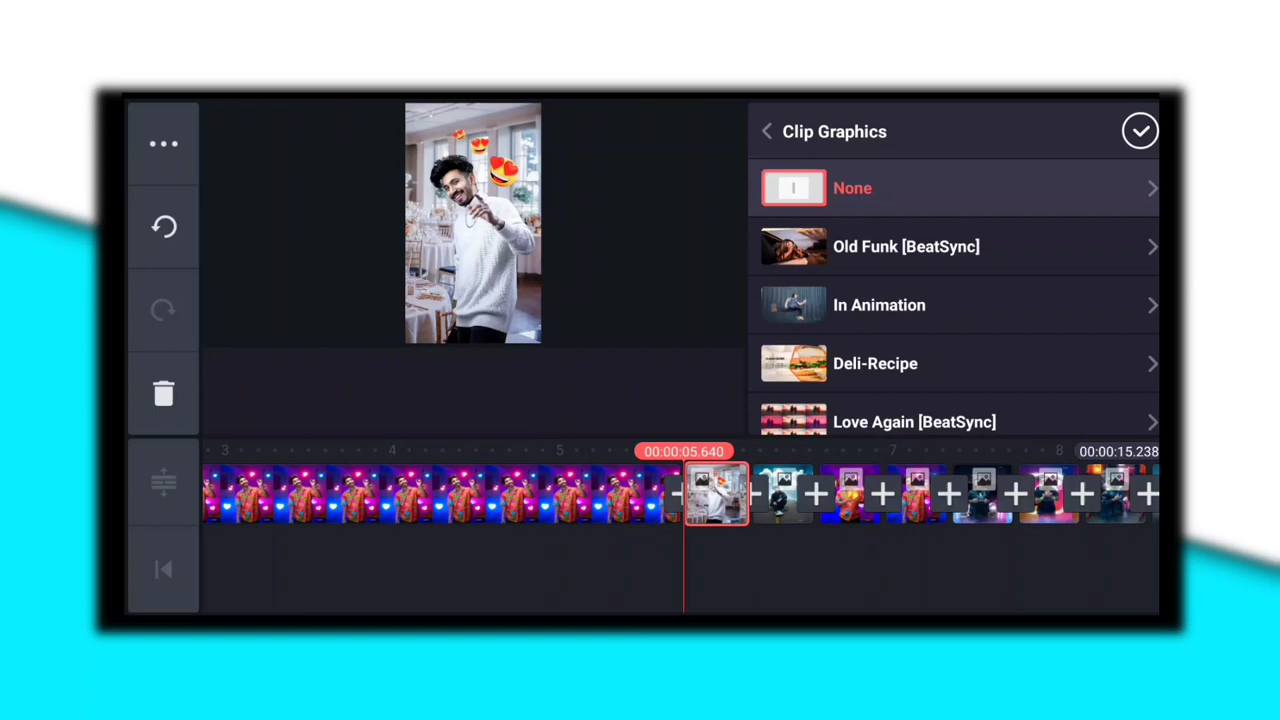 Clip Graphics
None
Old Funk [BeatSync]
In Animation
Deli-Recipe
Love Again [BeatSync]
3 4 5 00:00:05.640 7 8 00:00:15.238